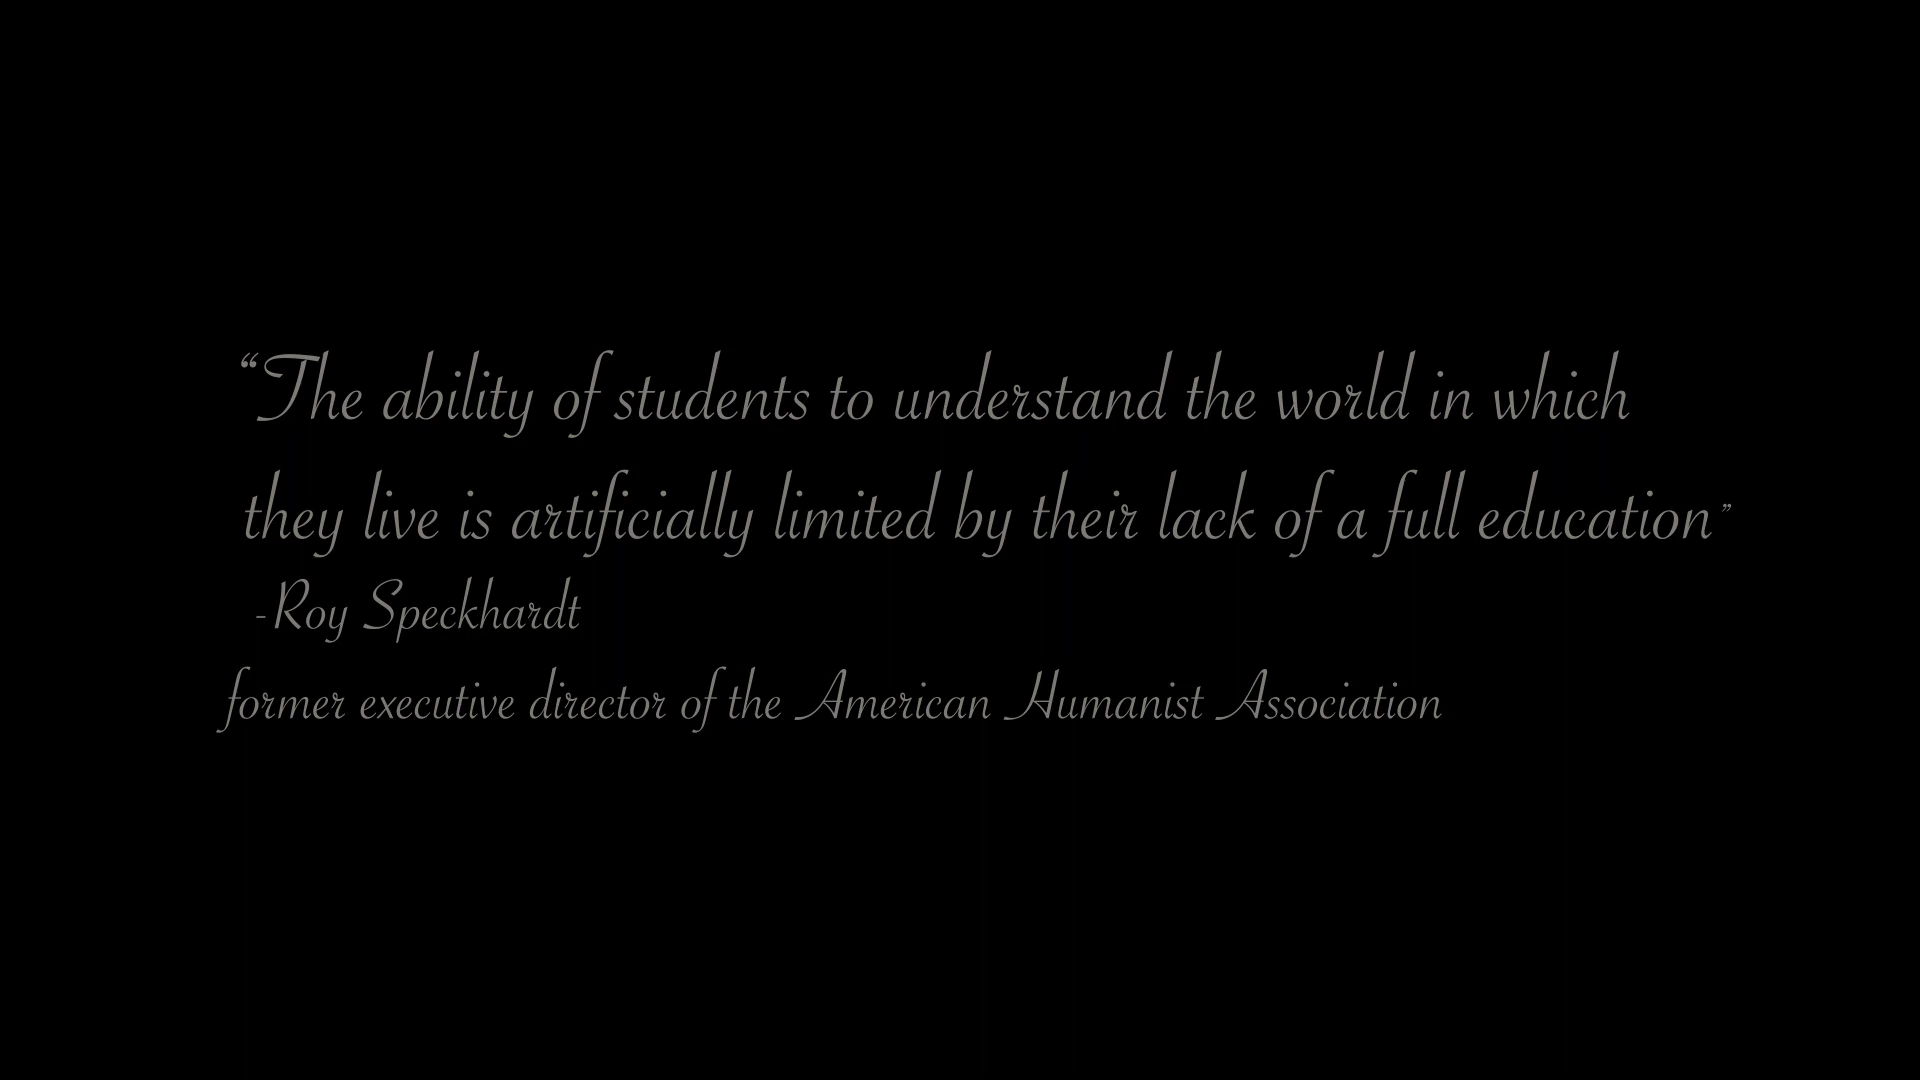 “The ability of students to understand the world in which
they live is artificially limited by their lack of a full education”
-Roy Speckhardt
former executive director of the American Humanist Association